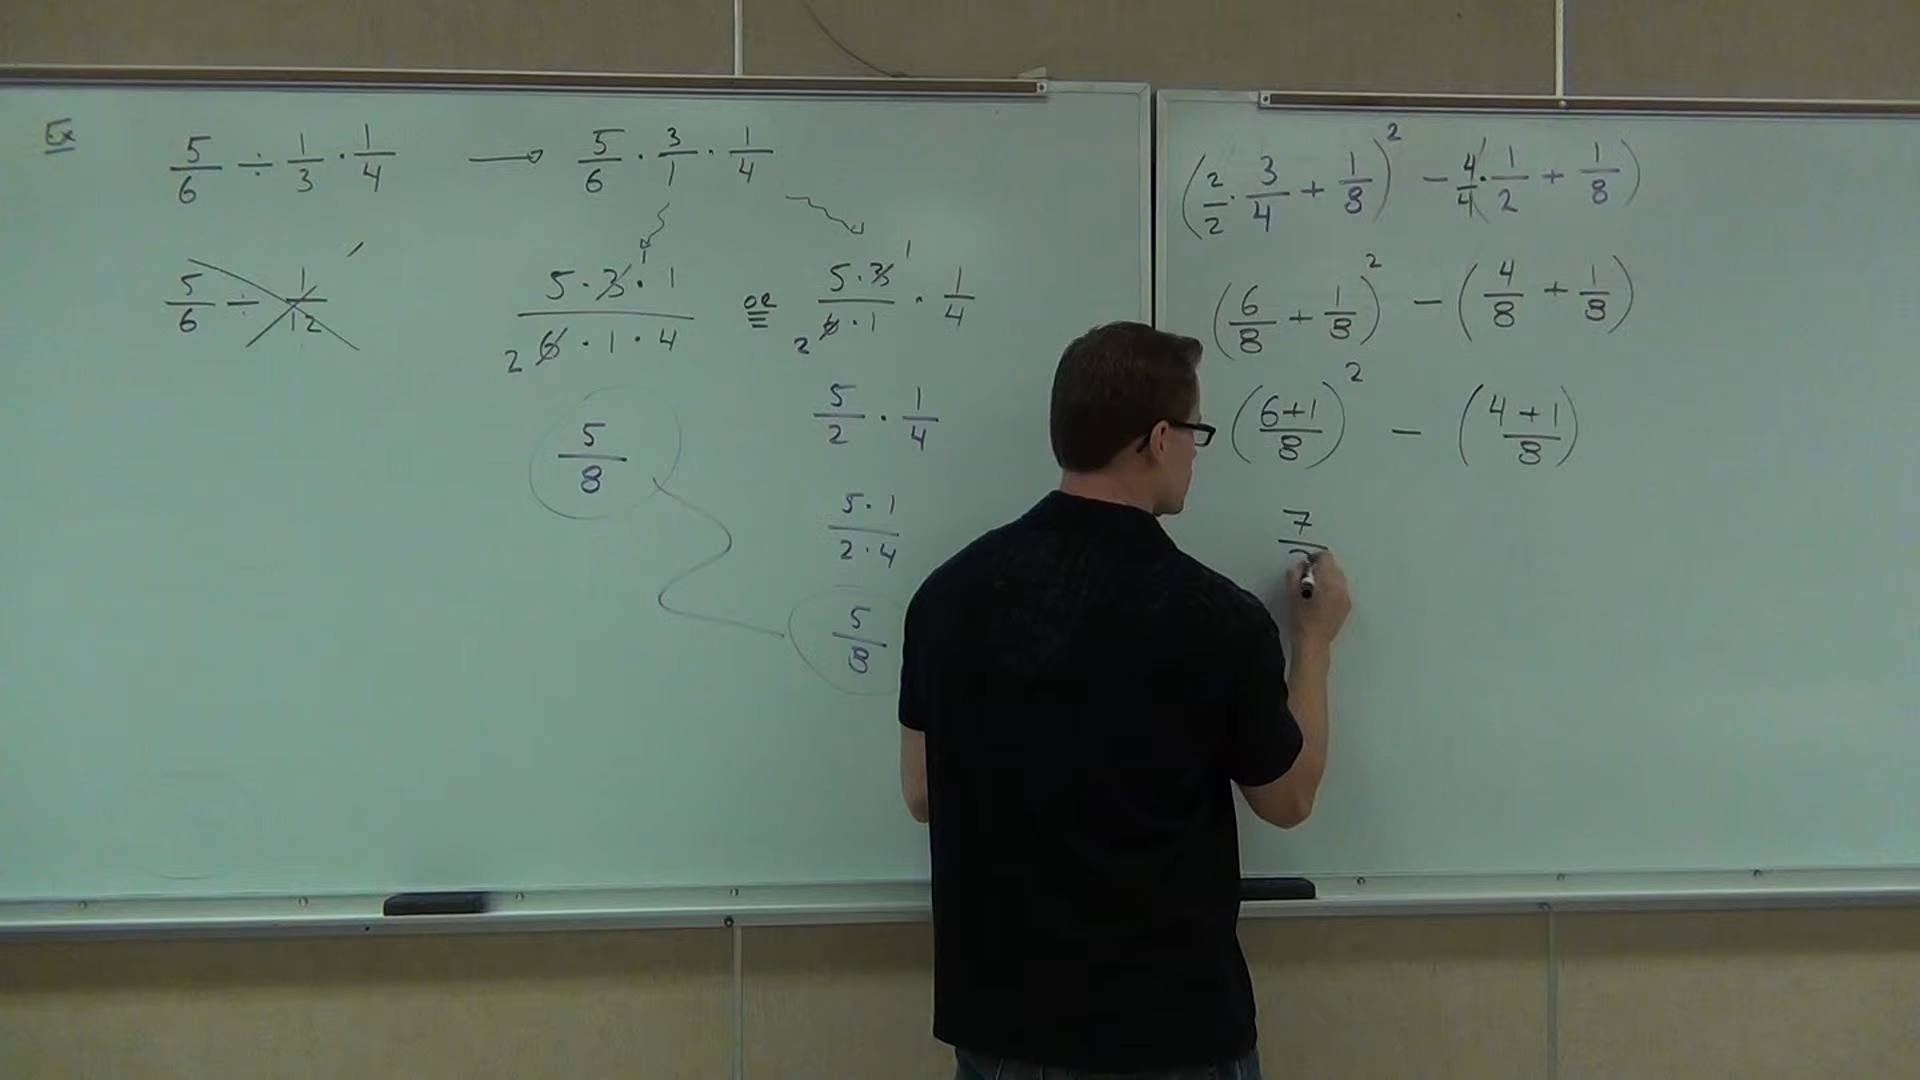 Ex 5/6 ÷ 1/3 · 1/4 → 5/6 · 3/1 · 1/4
5/6 ÷ 1/12
(5 · 3 · 1)/(6 · 1 · 4) 1 2 or (5 · 3)/(6 · 1) · 1/4 1 2
5/2 · 1/4
5/8
(5 · 1)/(2 · 4)
5/8
(2/2 · 3/4 + 1/8)² − (4/4 · 1/2 + 1/8)
(6/8 + 1/8)² − (4/8 + 1/8)
((6+1)/8)² − ((4+1)/8)
7